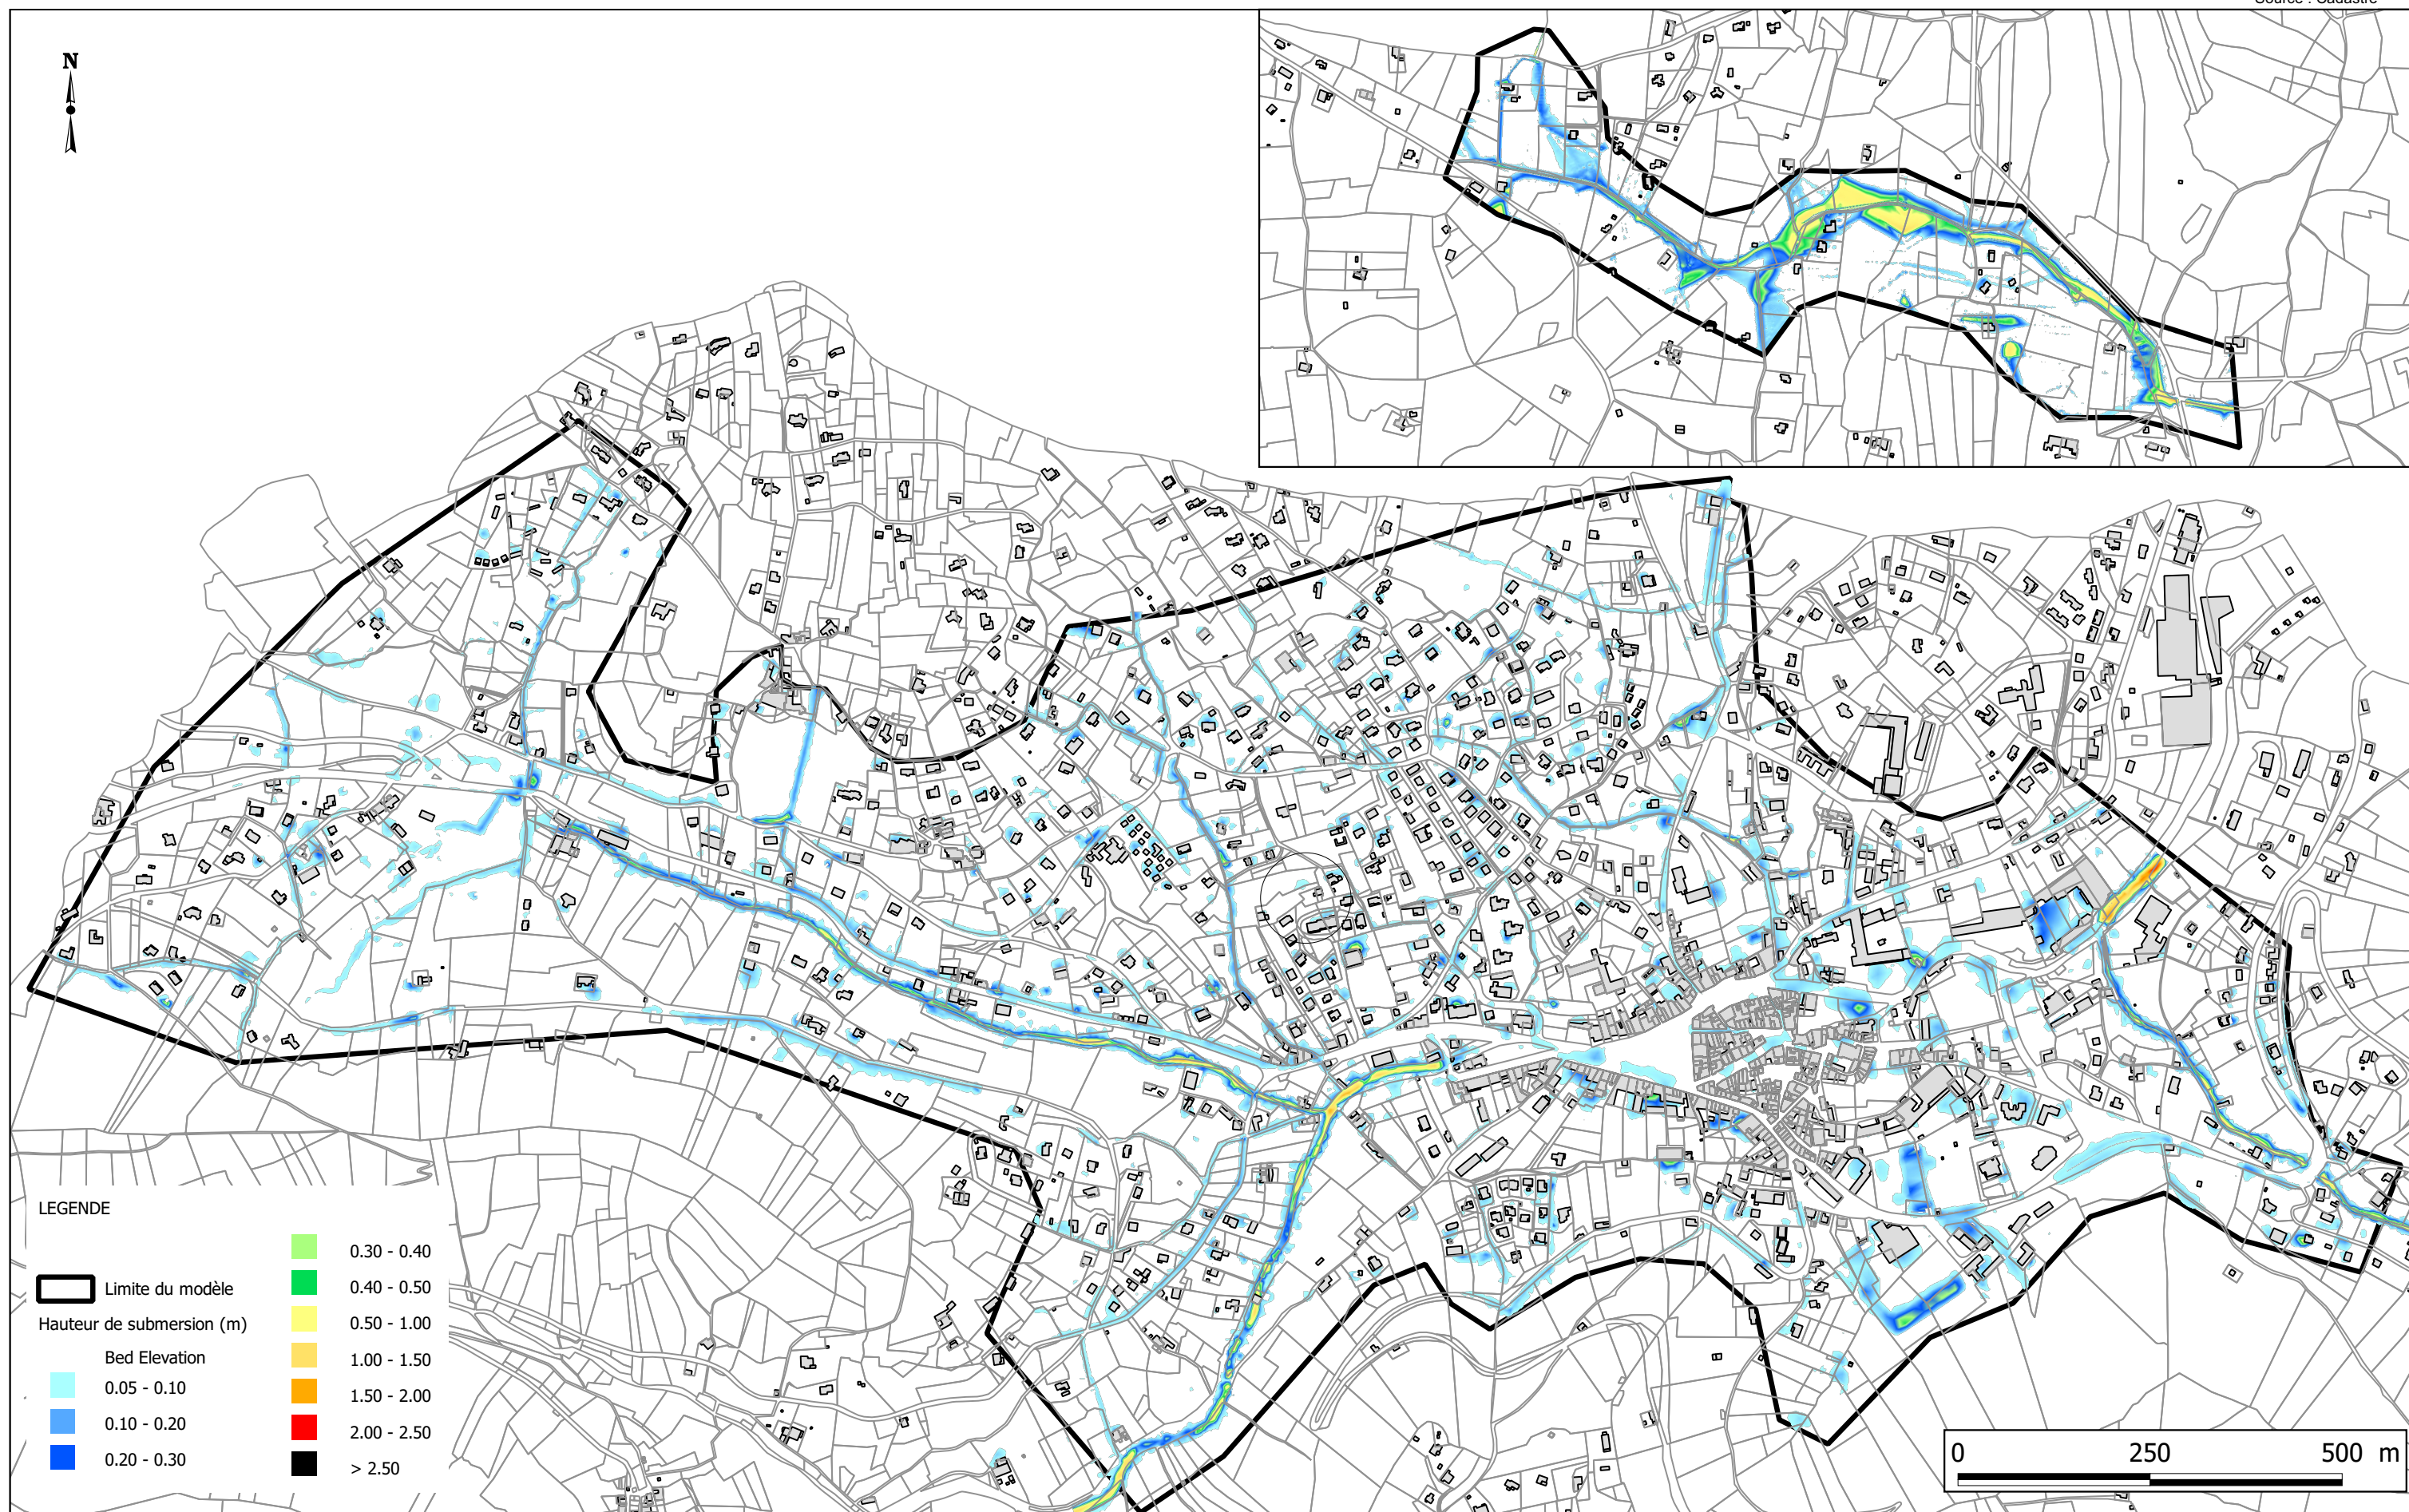 Source : Cadastre
N
LEGENDE
Limite du modèle
Hauteur de submersion (m)
Bed Elevation
0.05 - 0.10
0.10 - 0.20
0.20 - 0.30
0.30 - 0.40
0.40 - 0.50
0.50 - 1.00
1.00 - 1.50
1.50 - 2.00
2.00 - 2.50
> 2.50
0 250 500 m